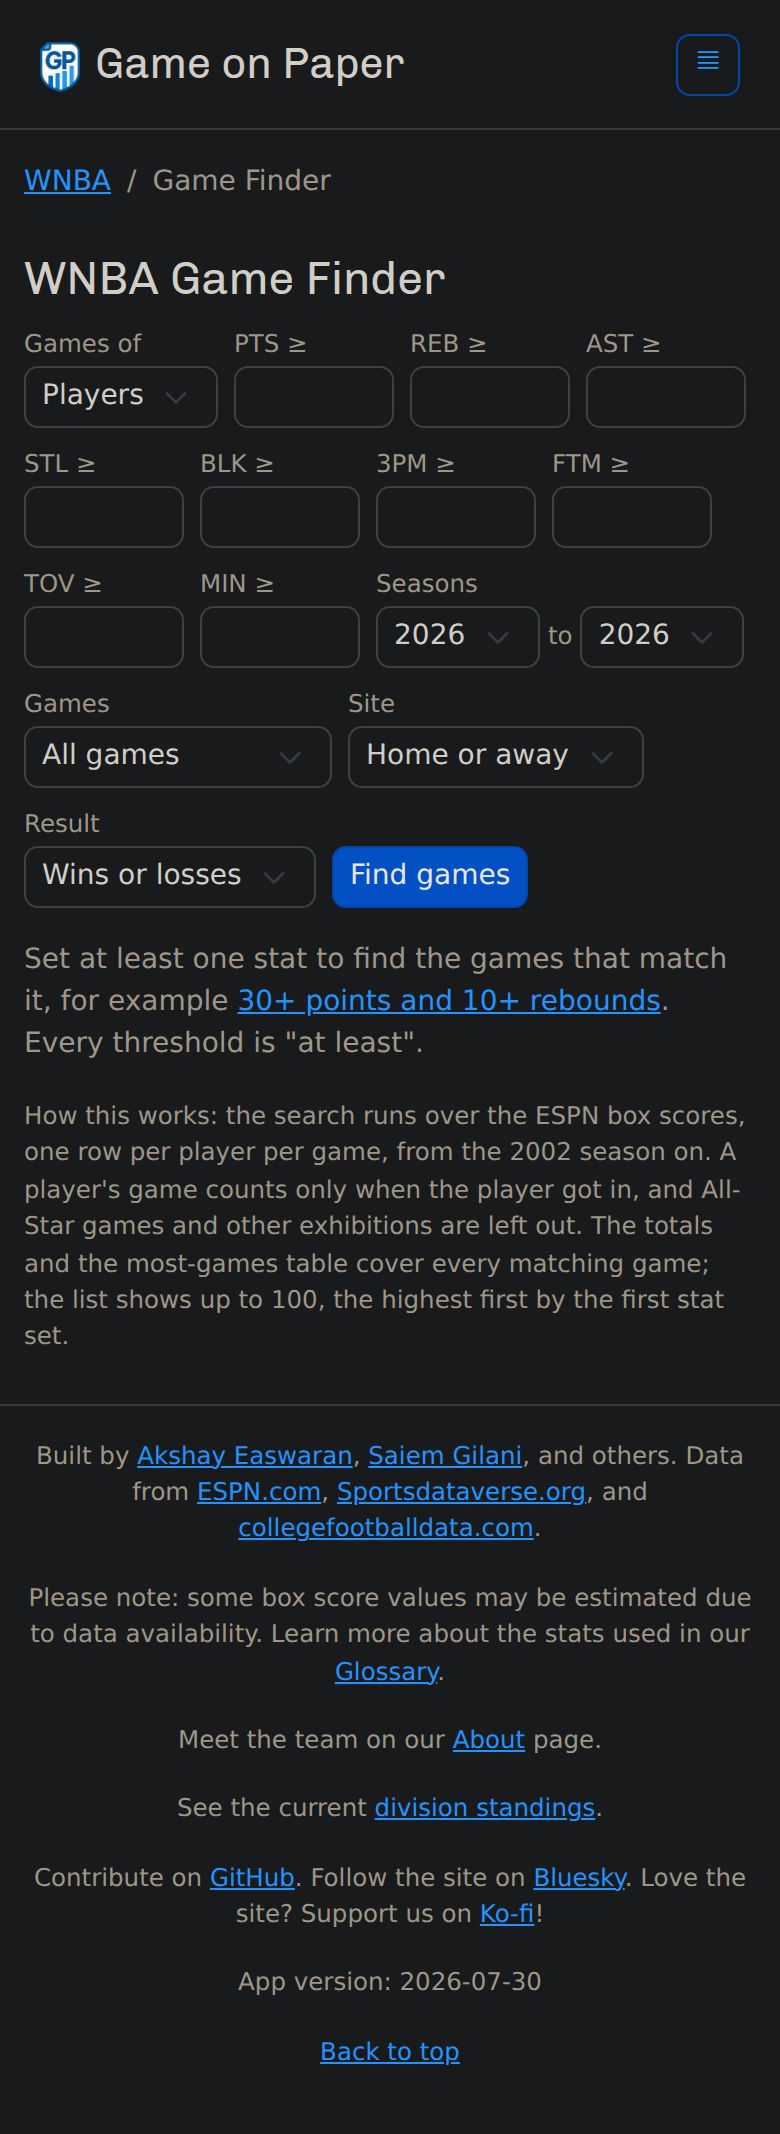 GP Game on Paper
WNBA / Game Finder
WNBA Game Finder
Games of PTS ≥ REB ≥ AST ≥
Players
STL ≥ BLK ≥ 3PM ≥ FTM ≥
TOV ≥ MIN ≥ Seasons
2026 to 2026
Games Site
All games Home or away
Result
Wins or losses Find games
Set at least one stat to find the games that match
it, for example 30+ points and 10+ rebounds.
Every threshold is "at least".
How this works: the search runs over the ESPN box scores,
one row per player per game, from the 2002 season on. A
player's game counts only when the player got in, and All-
Star games and other exhibitions are left out. The totals
and the most-games table cover every matching game;
the list shows up to 100, the highest first by the first stat
set.
Built by Akshay Easwaran, Saiem Gilani, and others. Data
from ESPN.com, Sportsdataverse.org, and
collegefootballdata.com.
Please note: some box score values may be estimated due
to data availability. Learn more about the stats used in our
Glossary.
Meet the team on our About page.
See the current division standings.
Contribute on GitHub. Follow the site on Bluesky. Love the
site? Support us on Ko-fi!
App version: 2026-07-30
Back to top